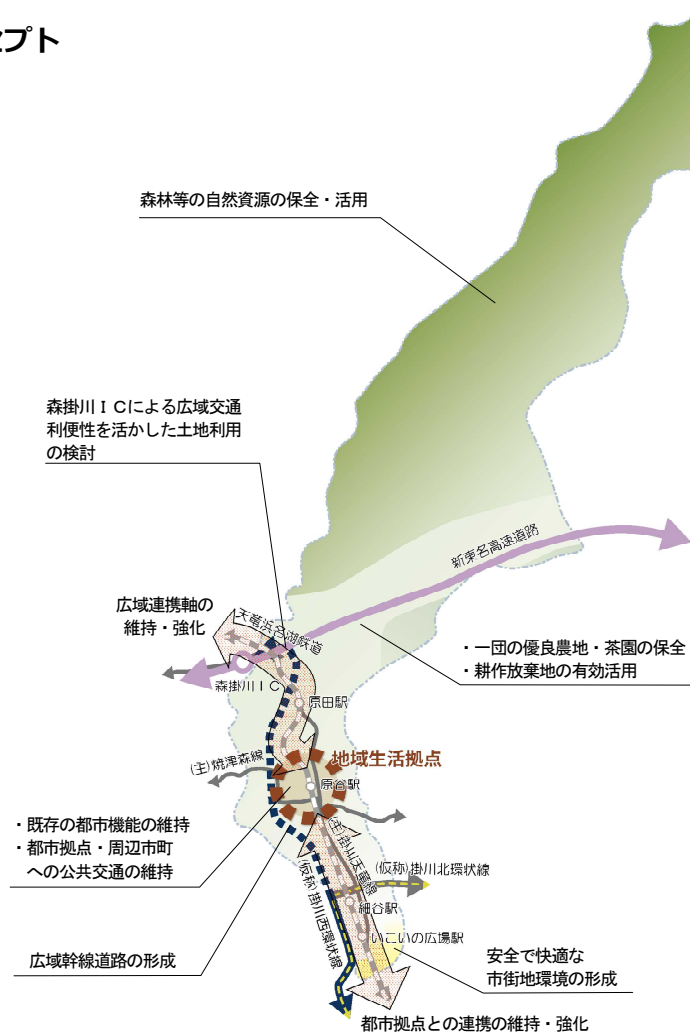 セプト
森林等の自然資源の保全・活用
森掛川ＩＣによる広域交通
利便性を活かした土地利用
の検討
新東名高速道路
広域連携軸の
維持・強化
天竜浜名湖鉄道
・一団の優良農地・茶園の保全
・耕作放棄地の有効活用
森掛川ＩＣ
原田駅
(主)焼津森線
地域生活拠点
原谷駅
・既存の都市機能の維持
・都市拠点・周辺市町
への公共交通の維持
(主)掛川天竜線
(仮称)掛川北環状線
(仮称)掛川西環状線
細谷駅
いこいの広場駅
広域幹線道路の形成
安全で快適な
市街地環境の形成
都市拠点との連携の維持・強化